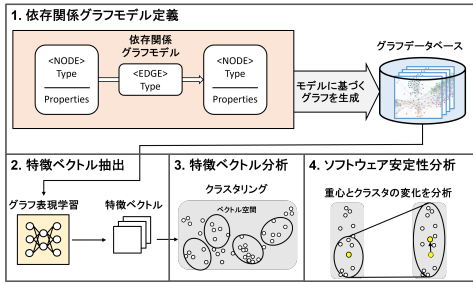 1. 依存関係グラフモデル定義
依存関係
グラフモデル
<NODE>
Type
Properties
<EDGE>
Type
<NODE>
Type
Properties
モデルに基づく
グラフを生成
グラフデータベース
2. 特徴ベクトル抽出
グラフ表現学習
特徴ベクトル
3. 特徴ベクトル分析
クラスタリング
ベクトル空間
4. ソフトウェア安定性分析
重心とクラスタの変化を分析